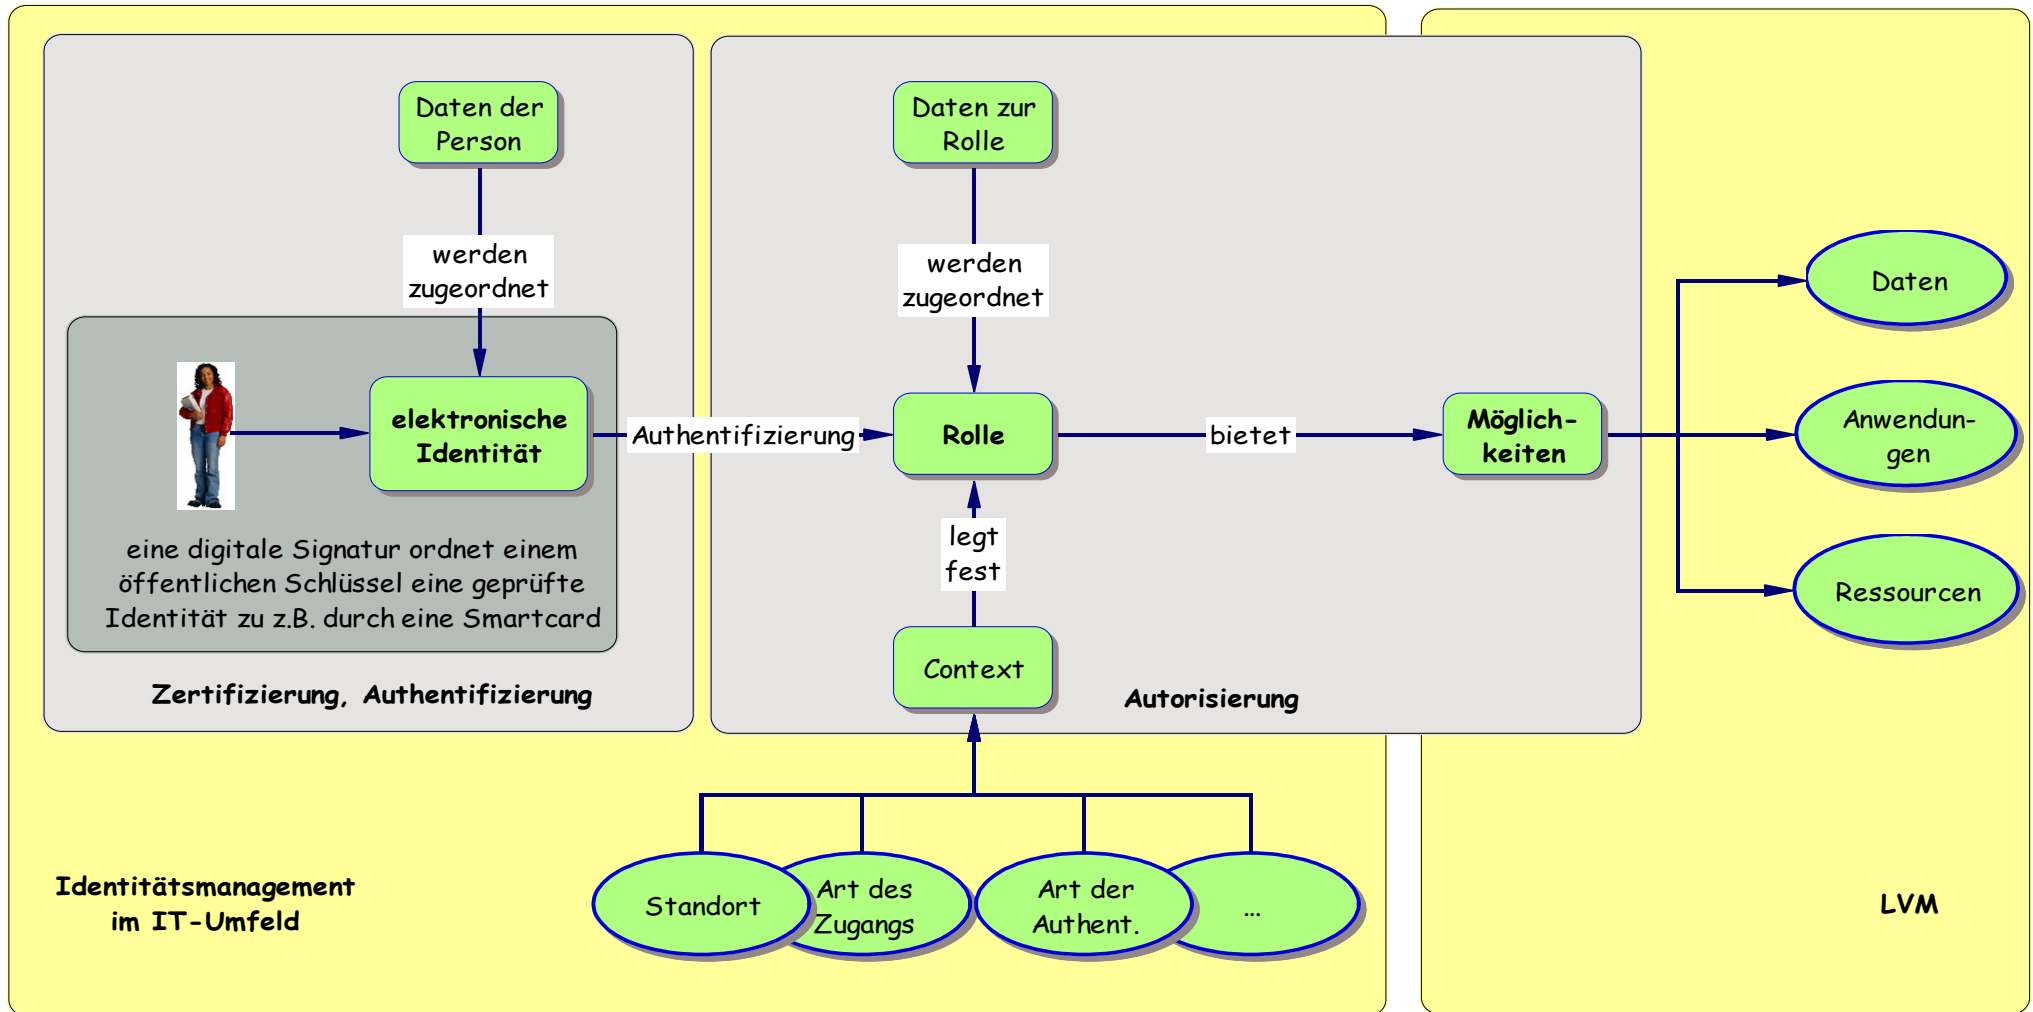 Daten der
Person
werden
zugeordnet
elektronische
Identität
eine digitale Signatur ordnet einem
öffentlichen Schlüssel eine geprüfte
Identität zu z.B. durch eine Smartcard
Zertifizierung, Authentifizierung
Authentifizierung
Daten zur
Rolle
werden
zugeordnet
Rolle
bietet
Möglich-
keiten
legt
fest
Context
Autorisierung
Daten
Anwendun-
gen
Ressourcen
Standort
Art des
Zugangs
Art der
Authent.
...
Identitätsmanagement
im IT-Umfeld
LVM